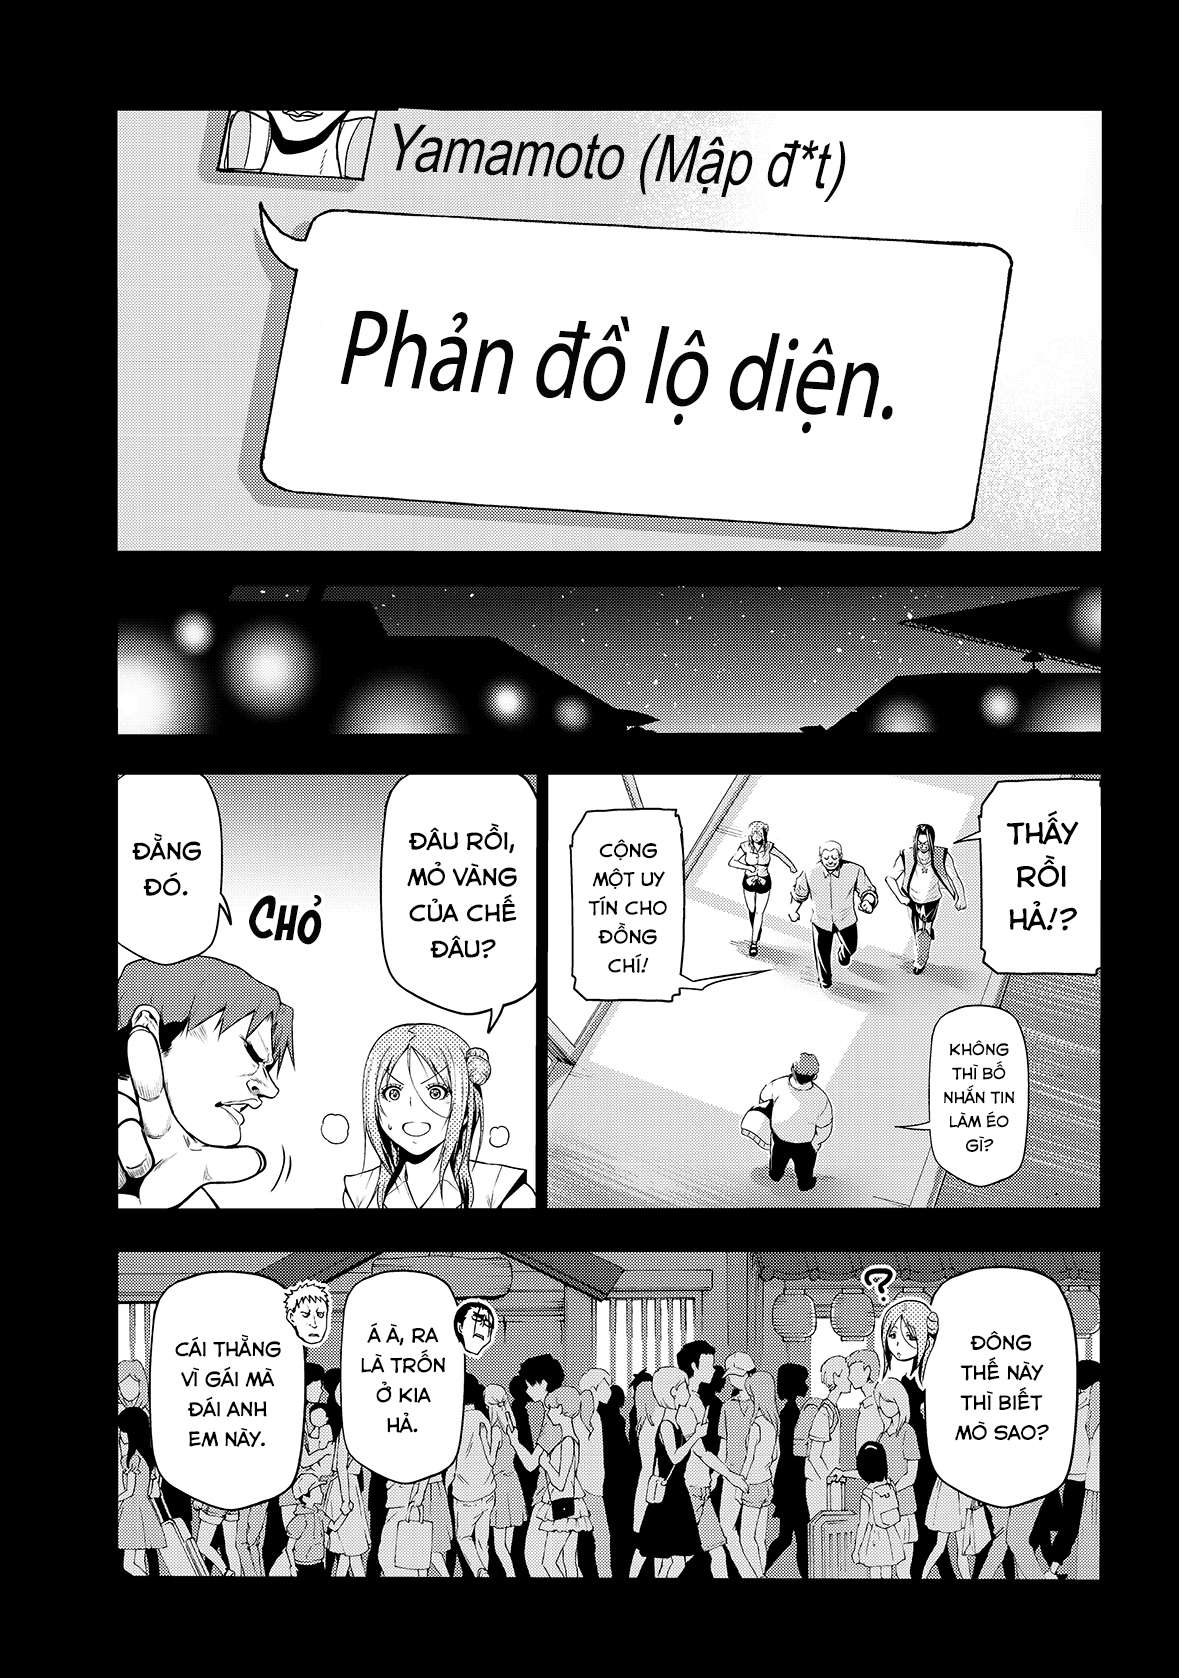 Yamamoto (Mập đ*t)
Phản đồ lộ diện.
THẤY
RỒI
HẢ!?
CỘNG
MỘT UY
TÍN CHO
ĐỒNG
CHÍ!
KHÔNG
THÌ BỐ
NHẮN TIN
LÀM ÉO
GÌ?
ĐÂU RỒI,
MỎ VÀNG
CỦA CHẾ
ĐÂU?
CHỎ
ĐẰNG
ĐÓ.
?
ĐÔNG
THẾ NÀY
THÌ BIẾT
MÒ SAO?
Á À, RA
LÀ TRỐN
Ở KIA
HẢ.
CÁI THẰNG
VÌ GÁI MÀ
ĐÁI ANH
EM NÀY.